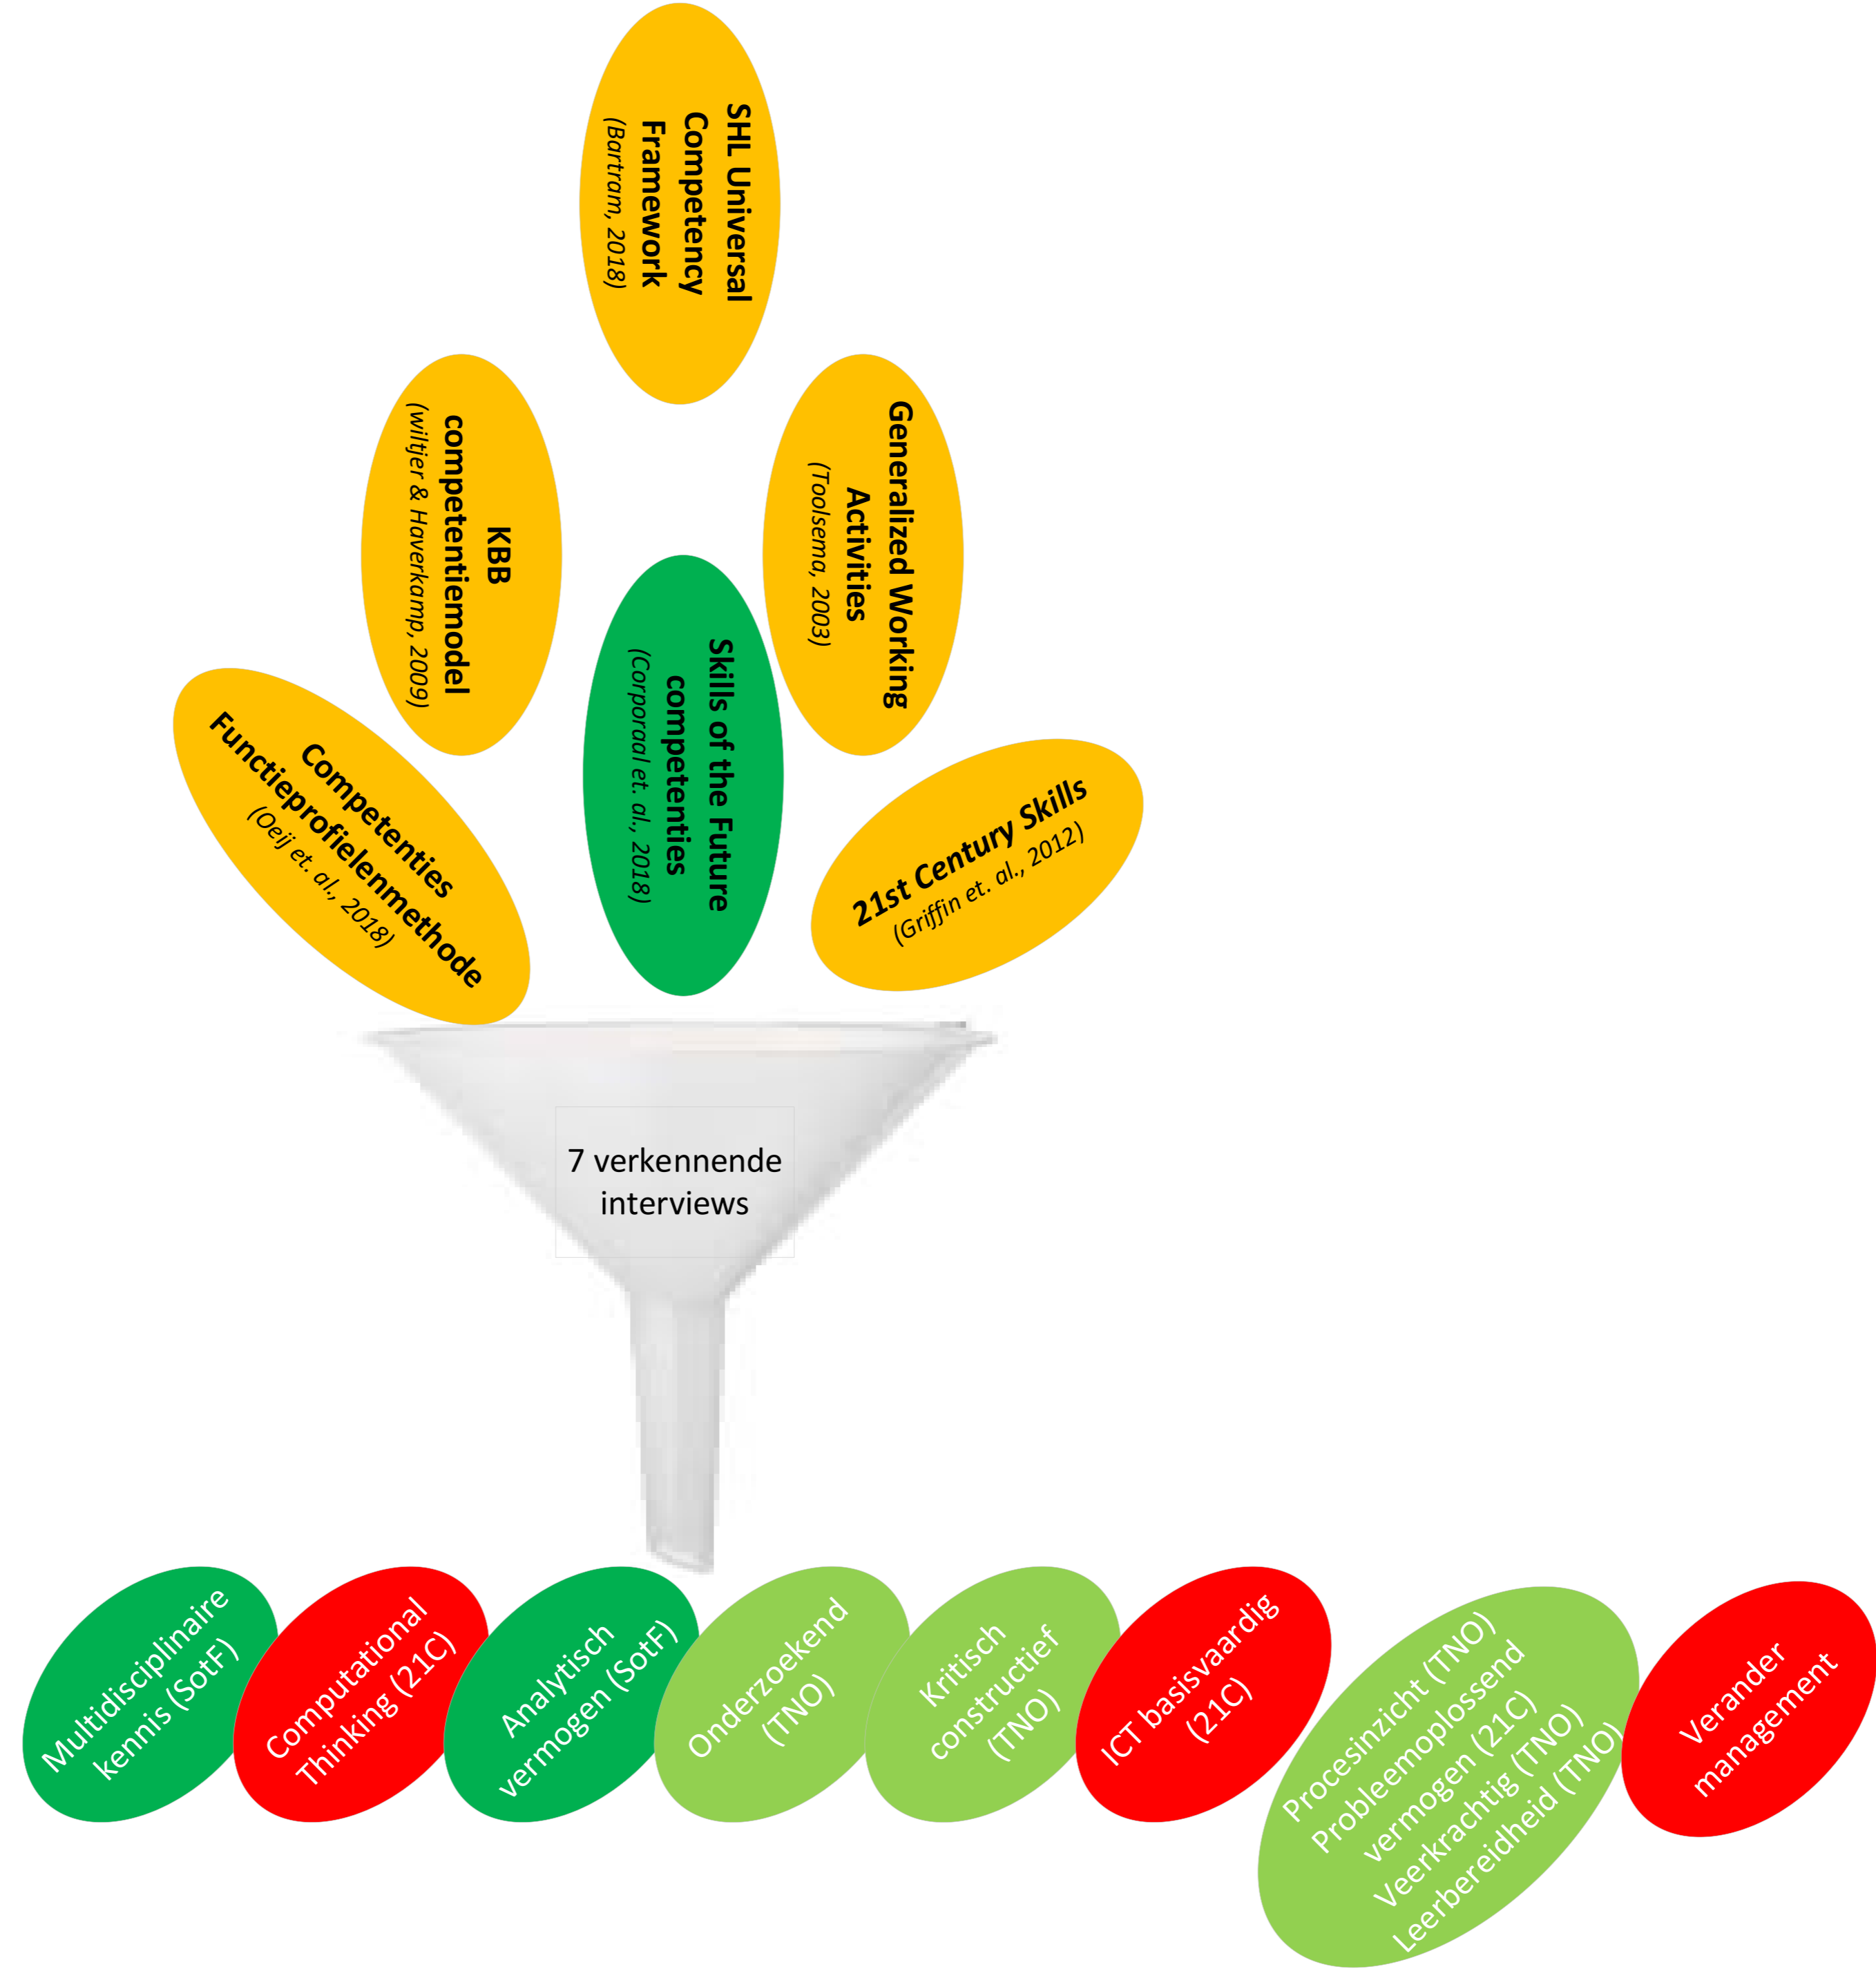 SHL Universal
Competency
Framework
(Bartram, 2018)
KBB
competentiemodel
(wiltjer & Haverkamp, 2009)
Generalized Working
Activities
(Toolsema, 2003)
Skills of the Future
competenties
(Corporaal et. al., 2018)
Competenties
Functieprofielenmethode
(Oeij et. al., 2018)
21st Century Skills
(Griffin et. al., 2012)
7 verkennende
interviews
Multidisciplinaire
kennis (SotF)
Computational
Thinking (21C)
Analytisch
vermogen (SotF)
Onderzoekend
(TNO)
Kritisch
constructief
(TNO)
ICT basisvaardig
(21C)
Procesinzicht (TNO)
Probleemoplossend
vermogen (21C)
Veerkrachtig (TNO)
Leerbereidheid (TNO)
Verander
management